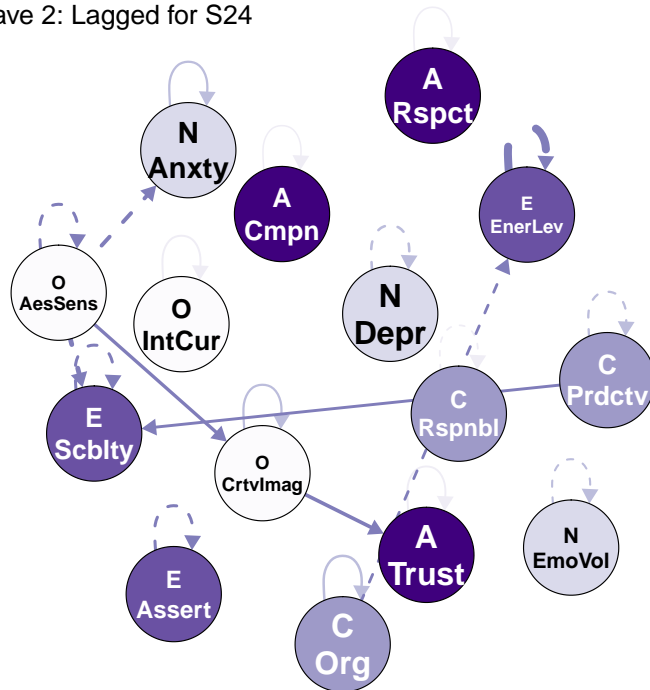 ave 2: Lagged for S24
A
Rspct
N
Anxty
A
Cmpn
E
EnerLev
O
AesSens
O
IntCur
N
Depr
C
Prdctv
E
Scblty
C
Rspnbl
O
CrtvImag
A
Trust
N
EmoVol
E
Assert
C
Org